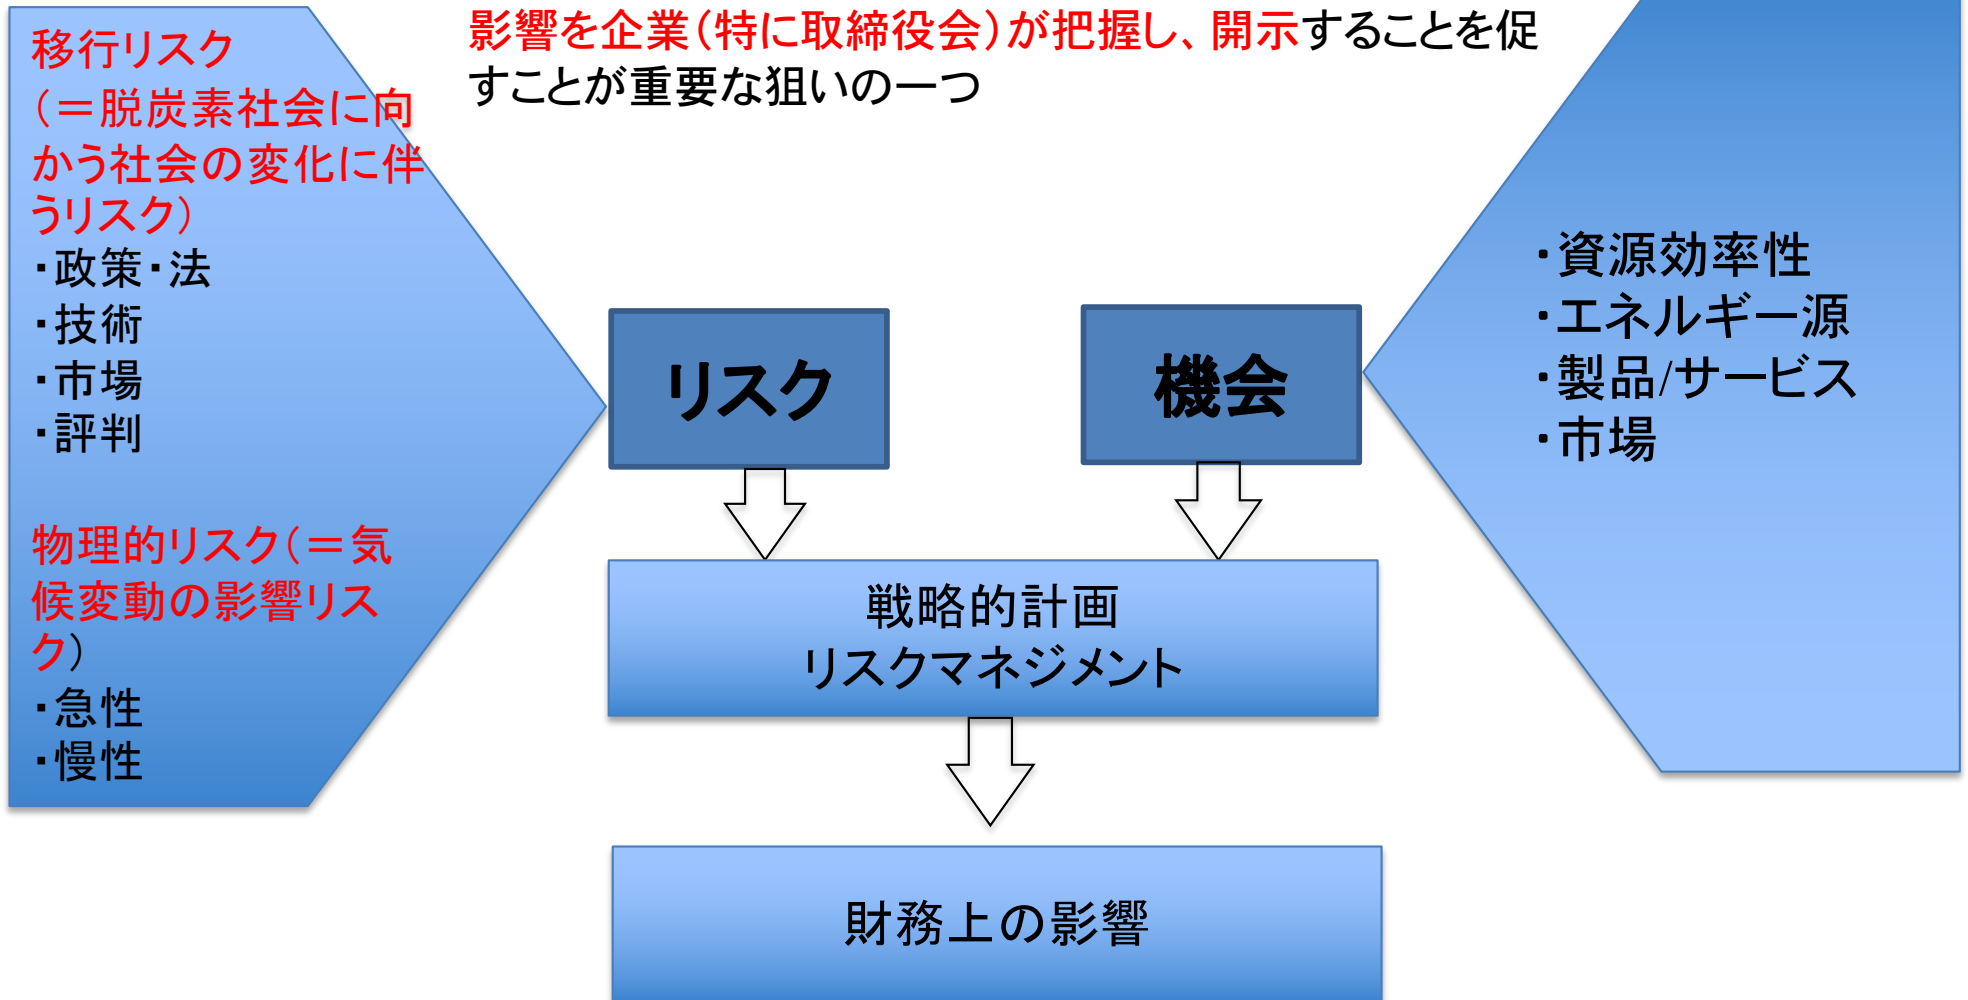 影響を企業（特に取締役会）が把握し、開示することを促
すことが重要な狙いの一つ
移行リスク
（＝脱炭素社会に向
かう社会の変化に伴
うリスク）
・政策・法
・技術
・市場
・評判
物理的リスク（＝気
候変動の影響リス
ク）
・急性
・慢性
リスク
機会
・資源効率性
・エネルギー源
・製品/サービス
・市場
戦略的計画
リスクマネジメント
財務上の影響